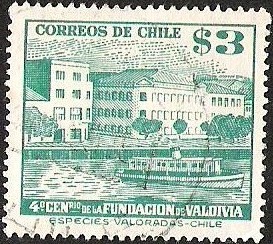 CORREOS DE CHILE
$3
4º CENRIO DE LA FUNDACION DE VALDIVIA
ESPECIES VALORADAS-CHILE